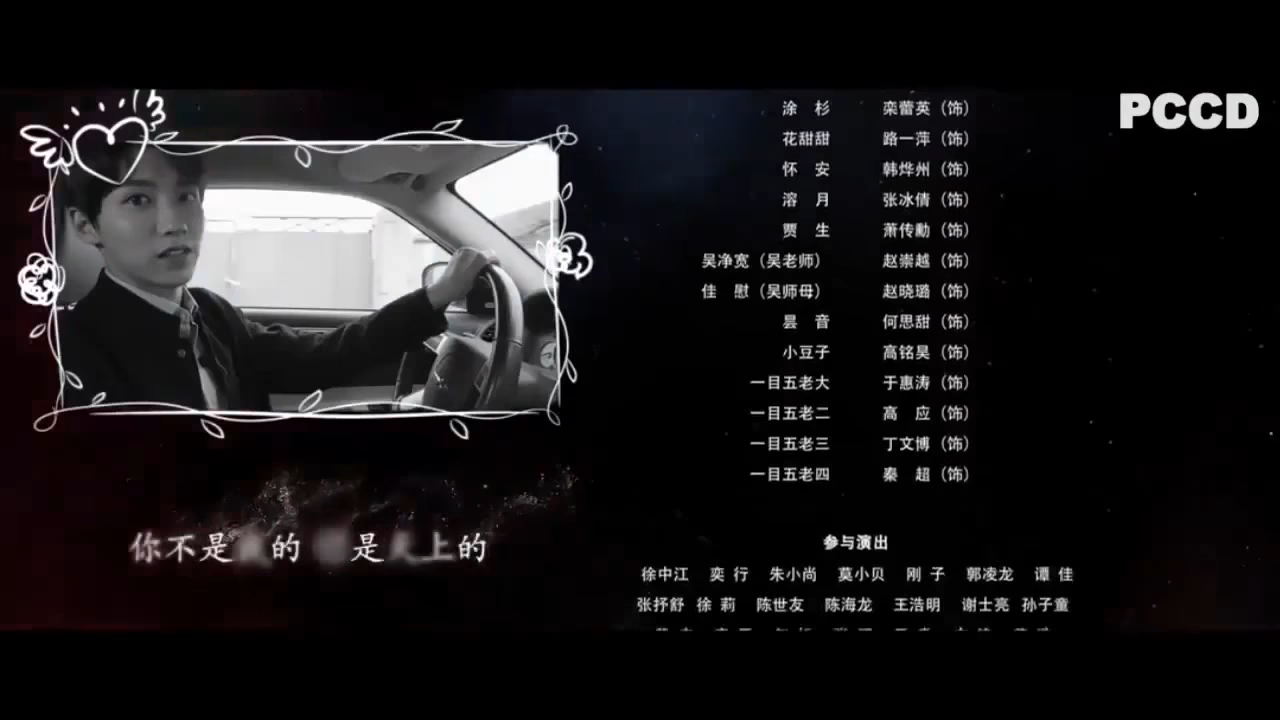 PCCD
涂 杉 栾蕾英（饰）
花甜甜 路一萍（饰）
怀 安 韩烨州（饰）
溶 月 张冰倩（饰）
贾 生 萧传勳（饰）
吴净宽（吴老师） 赵崇越（饰）
佳 慰（吴师母） 赵晓璐（饰）
昙 音 何思甜（饰）
小豆子 高铭昊（饰）
一目五老大 于惠涛（饰）
一目五老二 高 应（饰）
一目五老三 丁文博（饰）
一目五老四 秦 超（饰）
参与演出
徐中江 奕 行 朱小尚 莫小贝 刚 子 郭凌龙 谭 佳
张抒舒 徐 莉 陈世友 陈海龙 王浩明 谢士亮 孙子童
你不是 的 是 上的